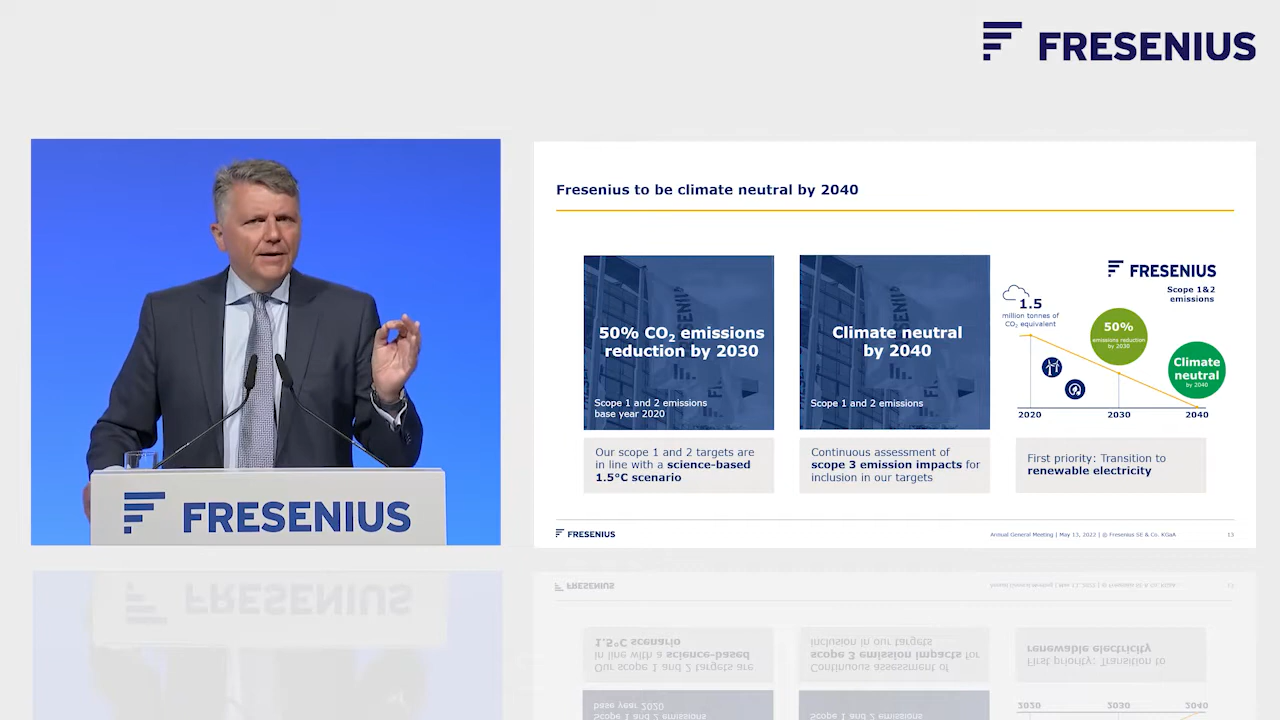 FRESENIUS
FRESENIUS
Fresenius to be climate neutral by 2040
50% CO₂ emissions
reduction by 2030
Scope 1 and 2 emissions
base year 2020
Our scope 1 and 2 targets are
in line with a science-based
1.5°C scenario
Climate neutral
by 2040
Scope 1 and 2 emissions
Continuous assessment of
scope 3 emission impacts for
inclusion in our targets
FRESENIUS
Scope 1&2
emissions
1.5
million tonnes of
CO₂ equivalent
50%
emissions reduction
by 2030
Climate
neutral
by 2040
2020 2030 2040
First priority: Transition to
renewable electricity
FRESENIUS
Annual General Meeting | May 13, 2022 | © Fresenius SE & Co. KGaA 13